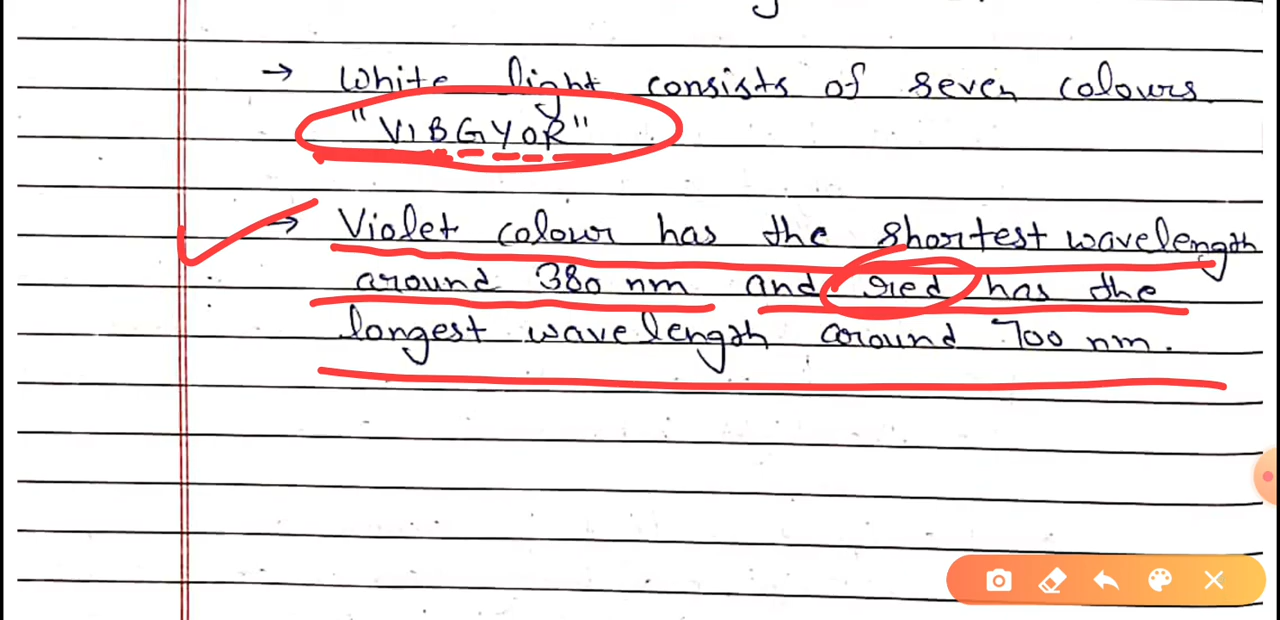 → White light consists of seven colours.
"VIBGYOR"
→ Violet colour has the shortest wavelength
around 380 nm and red has the
longest wavelength around 700 nm.